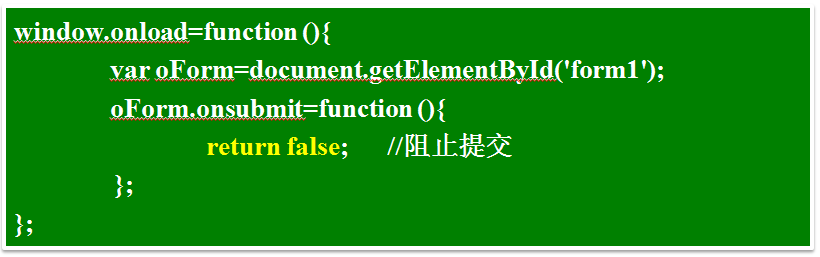 window.onload=function (){
var oForm=document.getElementById('form1');
oForm.onsubmit=function (){
return false; //阻止提交
};
};